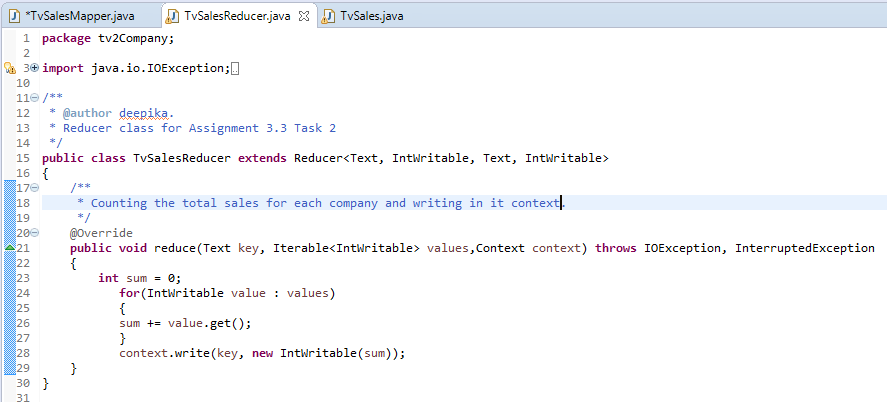 *TvSalesMapper.java TvSalesReducer.java TvSales.java
1 package tv2Company;
2
3 import java.io.IOException;
10
11 /**
12 * @author deepika.
13 * Reducer class for Assignment 3.3 Task 2
14 */
15 public class TvSalesReducer extends Reducer<Text, IntWritable, Text, IntWritable>
16 {
17 /**
18 * Counting the total sales for each company and writing in it context.
19 */
20 @Override
21 public void reduce(Text key, Iterable<IntWritable> values,Context context) throws IOException, InterruptedException
22 {
23 int sum = 0;
24 for(IntWritable value : values)
25 {
26 sum += value.get();
27 }
28 context.write(key, new IntWritable(sum));
29 }
30 }
31